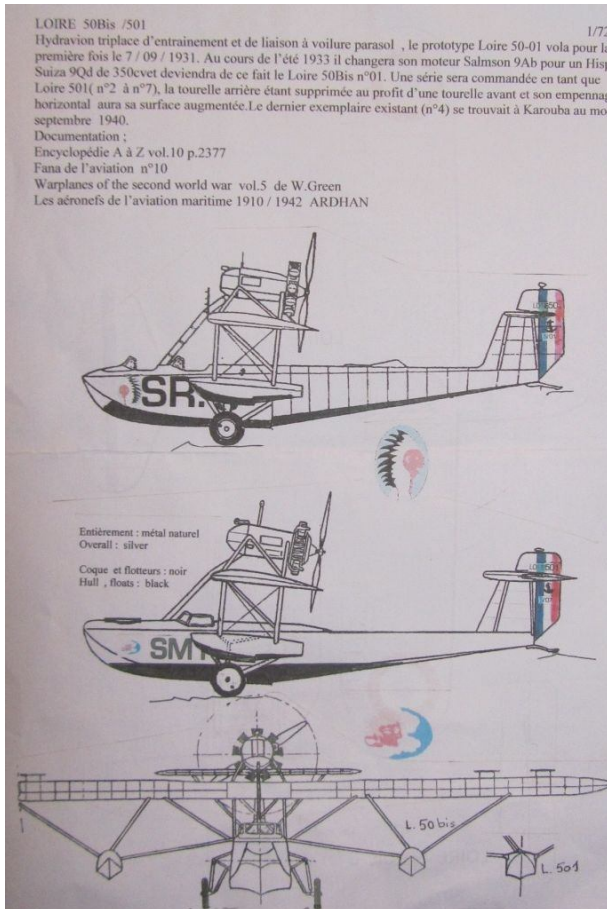 LOIRE 50Bis /501
1/72
Hydravion triplace d'entrainement et de liaison à voilure parasol , le prototype Loire 50-01 vola pour la
première fois le 7 / 09 / 1931. Au cours de l'été 1933 il changera son moteur Salmson 9Ab pour un Hisp
Suiza 9Qd de 350cvet deviendra de ce fait le Loire 50Bis n°01. Une série sera commandée en tant que
Loire 501( n°2 à n°7), la tourelle arrière étant supprimée au profit d'une tourelle avant et son empennag
horizontal aura sa surface augmentée.Le dernier exemplaire existant (n°4) se trouvait à Karouba au mo
septembre 1940.
Documentation ;
Encyclopédie A à Z vol.10 p.2377
Fana de l'aviation n°10
Warplanes of the second world war vol.5 de W.Green
Les aéronefs de l'aviation maritime 1910 / 1942 ARDHAN
SR.
Entièrement : métal naturel
Overall : silver
Coque et flotteurs : noir
Hull , floats : black
SM
L. 50 bis
L. 501